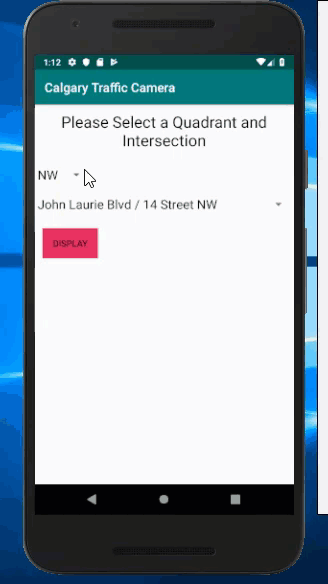 1:12
Calgary Traffic Camera
Please Select a Quadrant and
Intersection
NW
John Laurie Blvd / 14 Street NW
DISPLAY